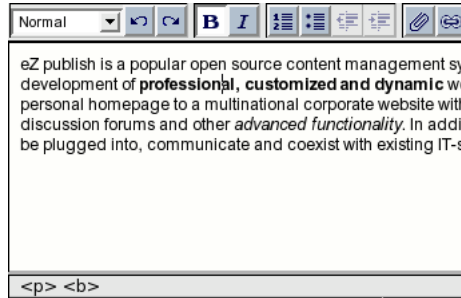 Normal B I
eZ publish is a popular open source content management sy
development of professional, customized and dynamic we
personal homepage to a multinational corporate website with
discussion forums and other advanced functionality. In addi
be plugged into, communicate and coexist with existing IT-s
<p> <b>